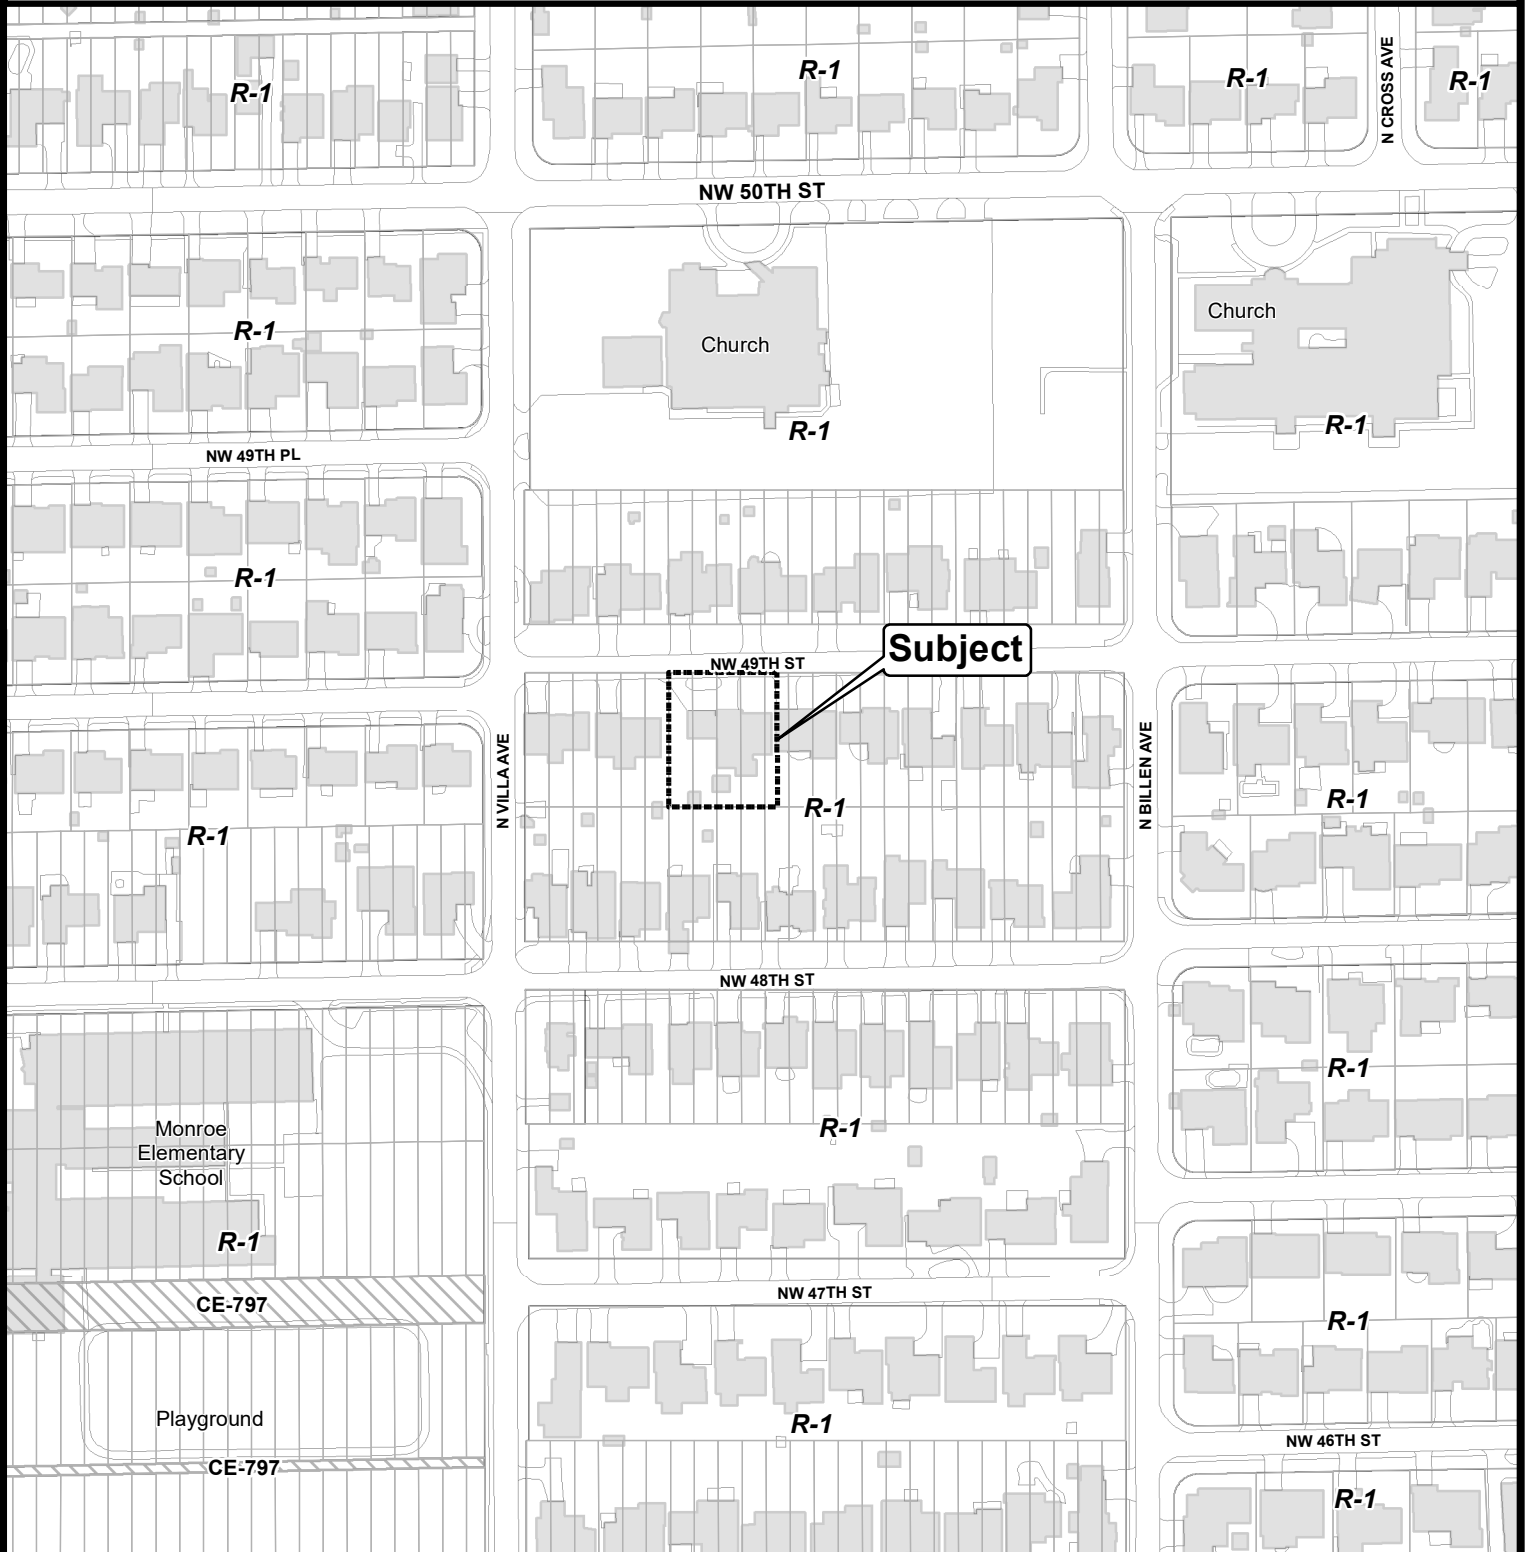 R-1
R-1
R-1
R-1
N CROSS AVE
NW 50TH ST
R-1
Church
R-1
Church
R-1
NW 49TH PL
R-1
NW 49TH ST
Subject
N VILLA AVE
N BILLEN AVE
R-1
R-1
R-1
NW 48TH ST
R-1
R-1
Monroe
Elementary
School
R-1
CE-797
NW 47TH ST
R-1
Playground
R-1
NW 46TH ST
CE-797
R-1